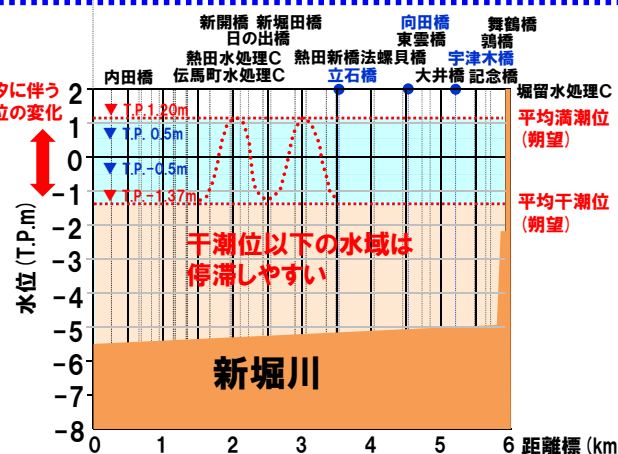 新開橋 新堀田橋
日の出橋
熱田水処理C
伝馬町水処理C
内田橋
熱田新橋法螺貝橋
立石橋
向田橋
東雲橋
大井橋
舞鶴橋
鶉橋
宇津木橋
記念橋
堀留水処理C
夕に伴う
位の変化
水位(T.P.m)
2
1
0
-1
-2
-3
-4
-5
-6
-7
-8
T.P.1.20m
T.P. 0.5m
T.P.-0.5m
T.P.-1.37m
平均満潮位
(朔望)
平均干潮位
(朔望)
干潮位以下の水域は
停滞しやすい
新堀川
0 1 2 3 4 5 6 距離標(km